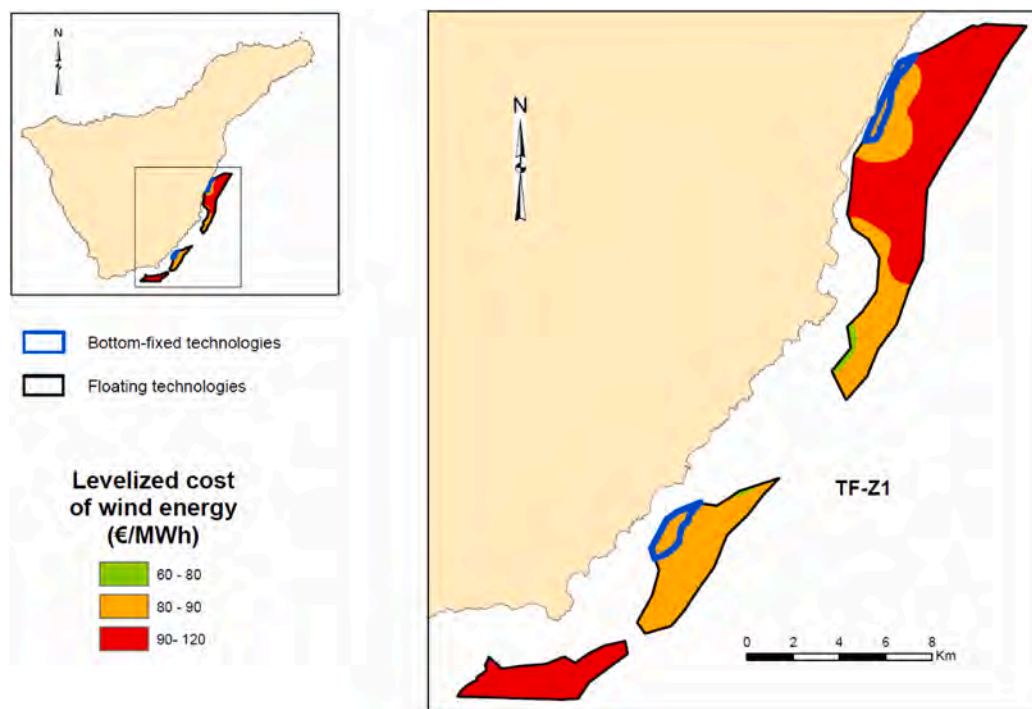 N
Bottom-fixed technologies
Floating technologies
Levelized cost
of wind energy
(€/MWh)
60 - 80
80 - 90
90- 120
N
TF-Z1
0 2 4 6 8
Km